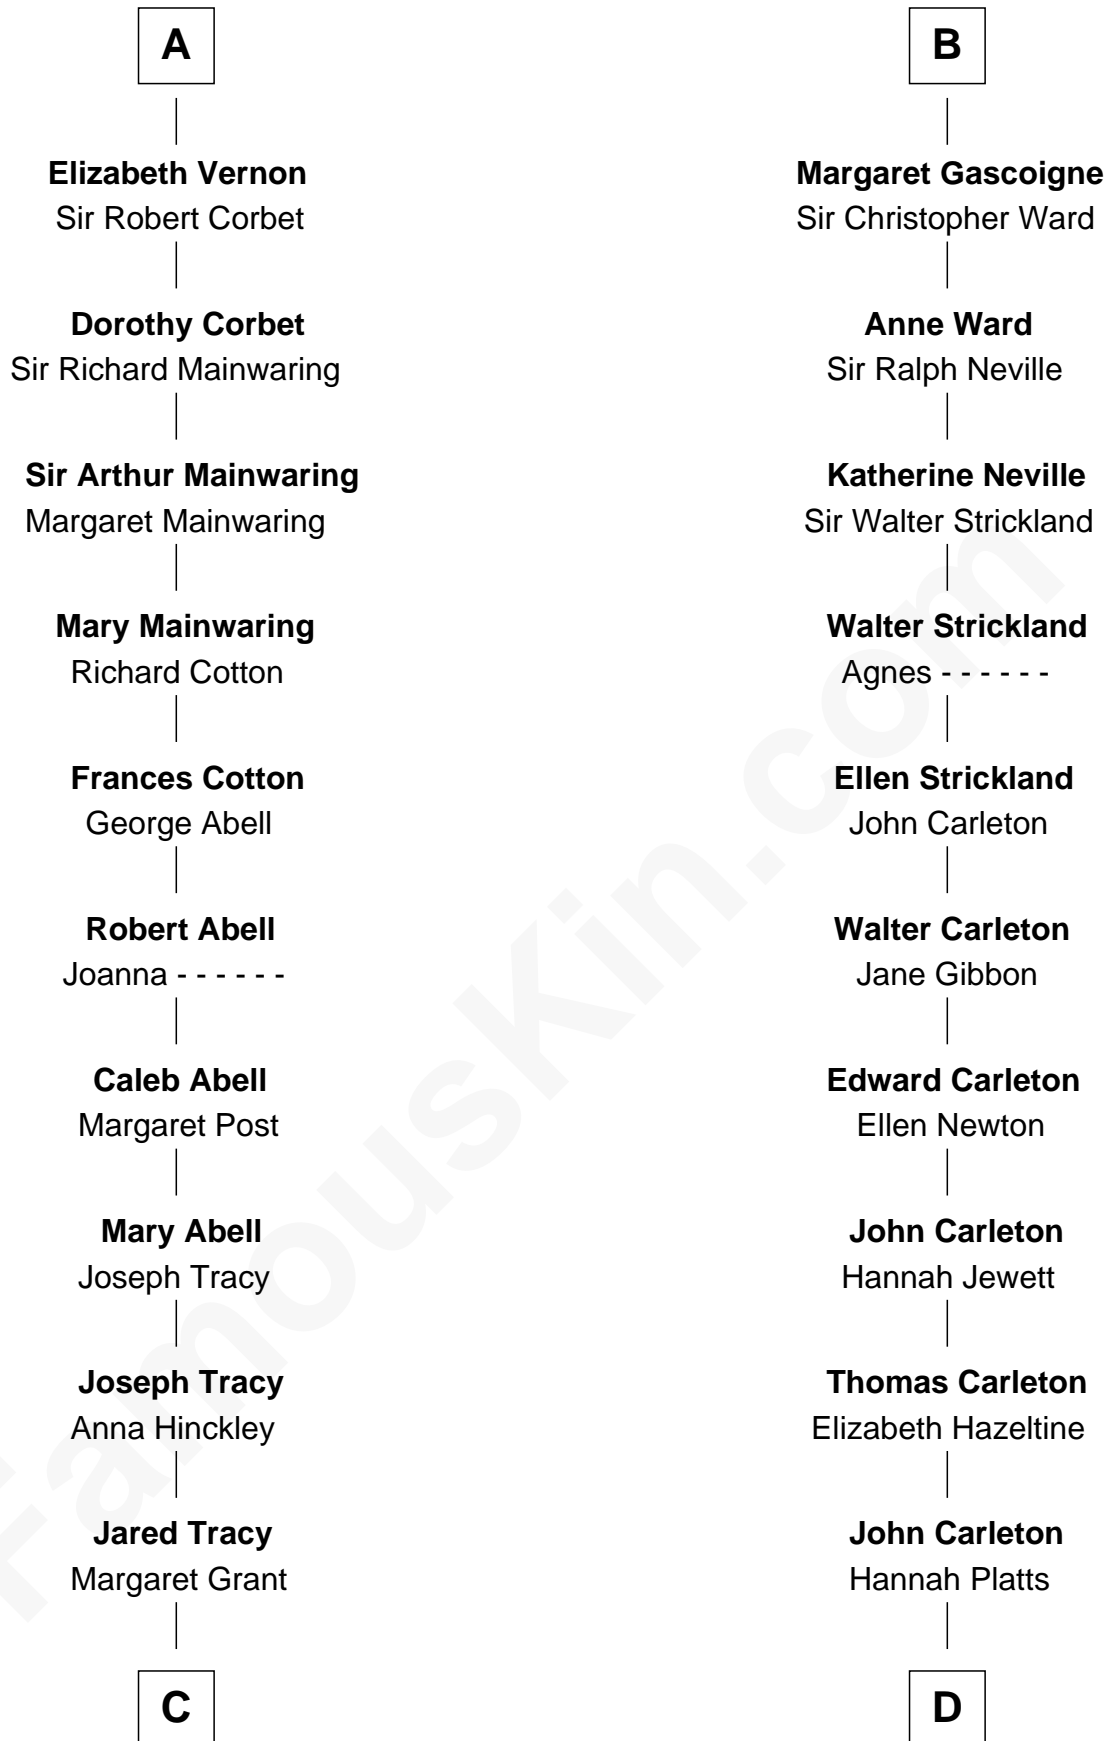 A
Elizabeth Vernon
Sir Robert Corbet
Dorothy Corbet
Sir Richard Mainwaring
Sir Arthur Mainwaring
Margaret Mainwaring
Mary Mainwaring
Richard Cotton
Frances Cotton
George Abell
Robert Abell
Joanna - - - - - -
Caleb Abell
Margaret Post
Mary Abell
Joseph Tracy
Joseph Tracy
Anna Hinckley
Jared Tracy
Margaret Grant
C
B
Margaret Gascoigne
Sir Christopher Ward
Anne Ward
Sir Ralph Neville
Katherine Neville
Sir Walter Strickland
Walter Strickland
Agnes - - - - - -
Ellen Strickland
John Carleton
Walter Carleton
Jane Gibbon
Edward Carleton
Ellen Newton
John Carleton
Hannah Jewett
Thomas Carleton
Elizabeth Hazeltine
John Carleton
Hannah Platts
D
FamousKin.com